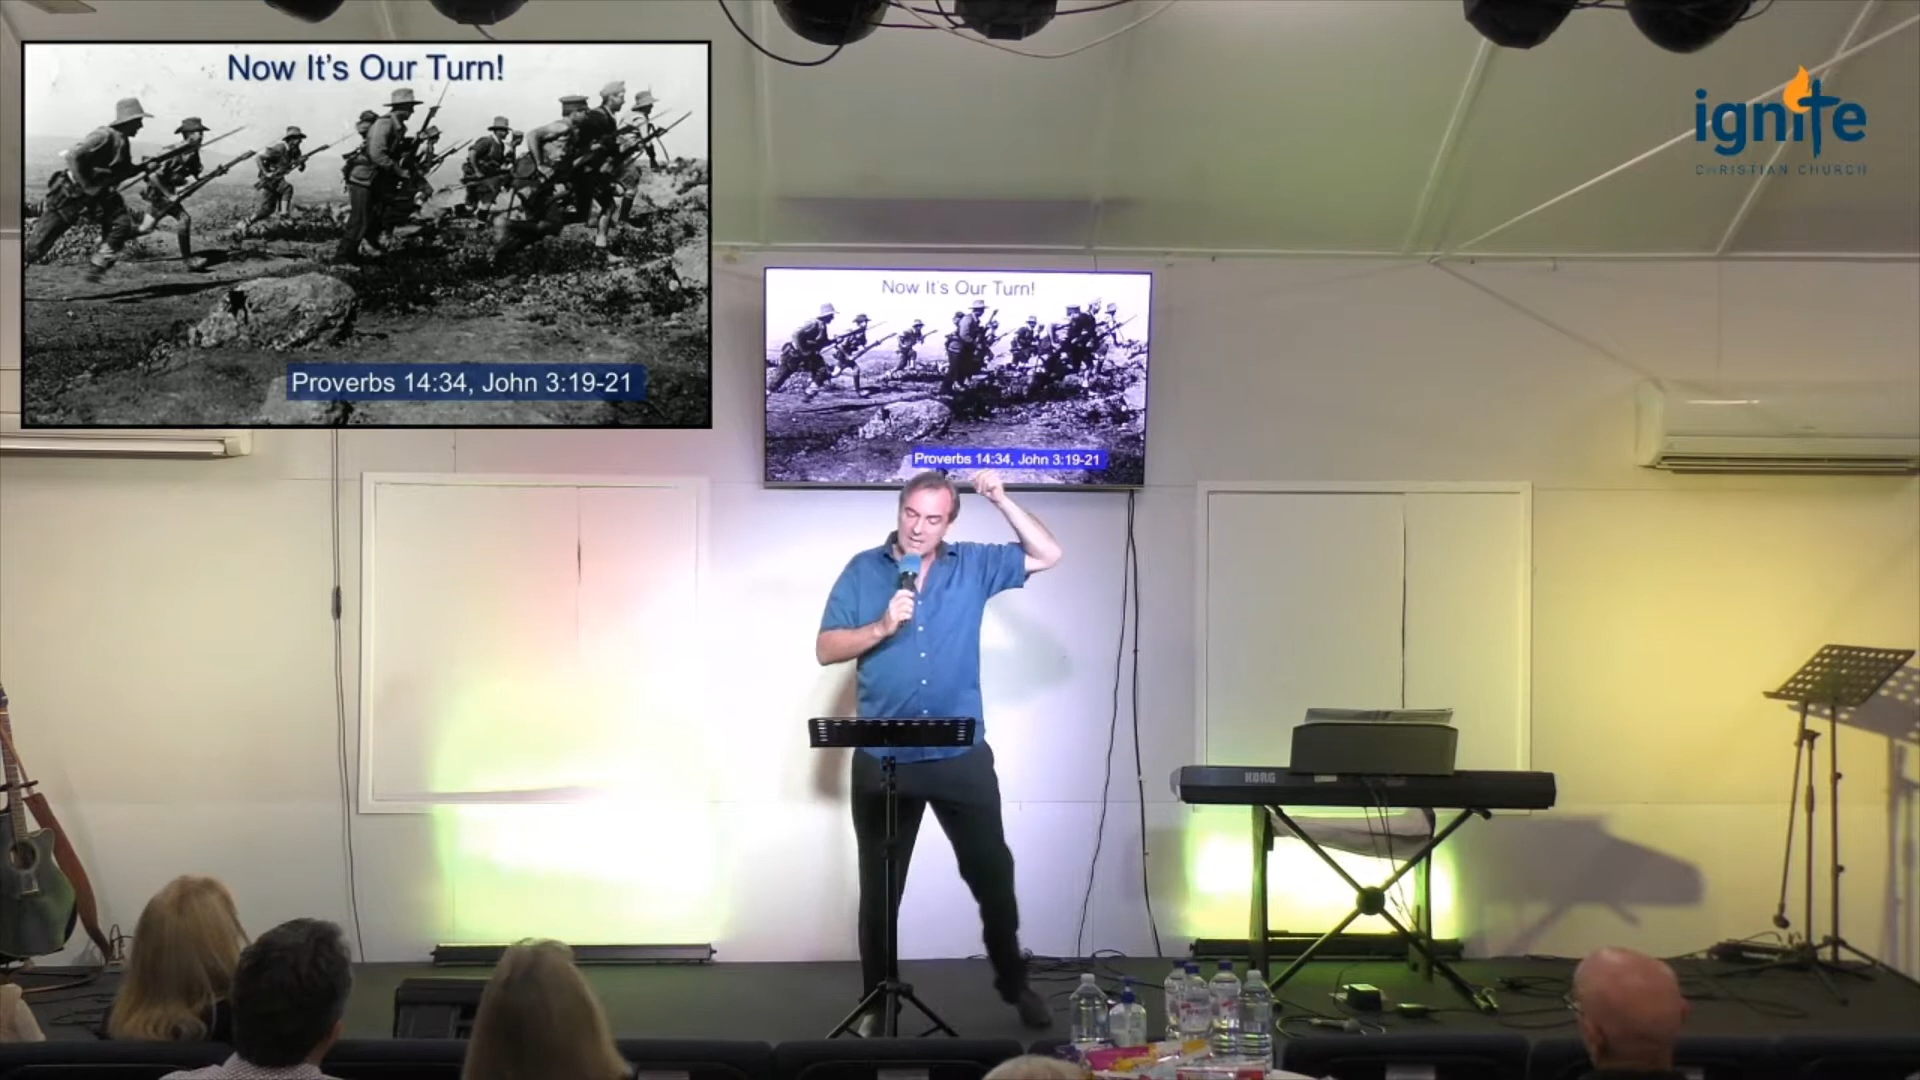 Now It's Our Turn!
Proverbs 14:34, John 3:19-21
ignite
CHRISTIAN CHURCH
Now It's Our Turn!
Proverbs 14:34, John 3:19-21
KORG